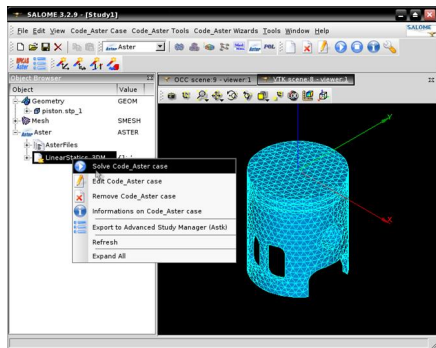 SALOME 3.2.9 - [Study1]
File Edit View Code_Aster Case Code_Aster Tools Code_Aster Wizards Tools Window Help
SALOME
Aster
Object Browser
OCC scene:9 - viewer:1
VTK scene:8 - viewer:1
Object Value
Geometry GEOM
piston.stp_1
Mesh SMESH
Aster ASTER
AsterFiles
LinearStatics_3DM
Solve Code_Aster case
Edit Code_Aster case
Remove Code_Aster case
Informations on Code_Aster case
Export to Advanced Study Manager (Astk)
Refresh
Expand All
Y
X